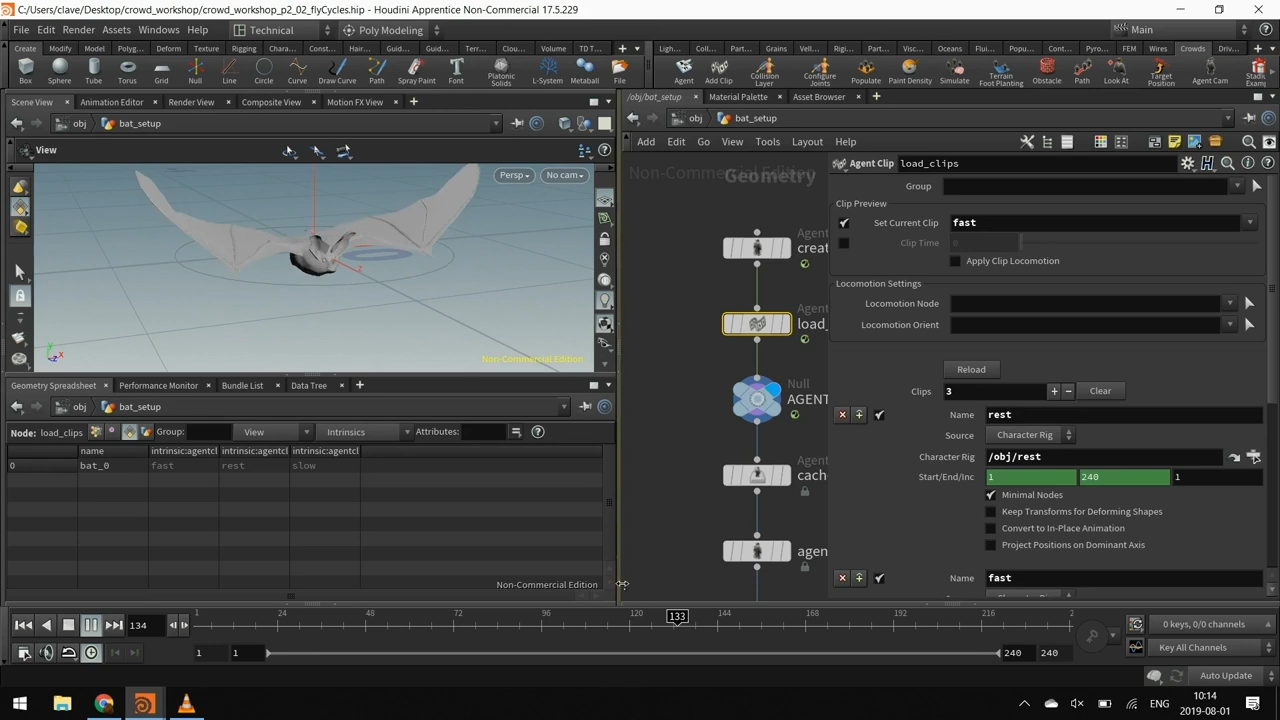 C:/Users/clave/Desktop/crowd_workshop/crowd_workshop_p2_02_flyCycles.hip - Houdini Apprentice Non-Commercial 17.5.229
File Edit Render Assets Windows Help Technical Poly Modeling Main
Create Modify Model Polyg... Deform Texture Rigging Chara... Const... Hair... Guid... Guid... Terr... Clou... Volume TD T...
Ligh... Coll... Part... Grains Vell... Rigi... Part... Visc... Oceans Flui... Popu... Cont... Pyro... FEM Wires Crowds Driv...
Box Sphere Tube Torus Grid Null Line Circle Curve Draw Curve Path Spray Paint Font Platonic Solids L-System Metaball File
Agent Add Clip Collision Layer Configure Joints Populate Paint Density Simulate Terrain Foot Planting Obstacle Path Look At Target Position Agent Cam
Scene View Animation Editor Render View Composite View Motion FX View
/obj/bat_setup Material Palette Asset Browser
obj bat_setup
obj bat_setup
View
Add Edit Go View Tools Layout Help
Persp No cam
Non-Commercial Edition
Non-Comme
Geometry
Agent
creat
Agent
load_
Null
AGENT
Agent
cach
Agent
agen
Agent Clip load_clips
Group
Clip Preview
Set Current Clip fast
Clip Time 0
Apply Clip Locomotion
Locomotion Settings
Locomotion Node
Locomotion Orient
Reload
Clips 3 + − Clear
Name rest
Source Character Rig
Character Rig /obj/rest
Start/End/Inc 1 240 1
Minimal Nodes
Keep Transforms for Deforming Shapes
Convert to In-Place Animation
Project Positions on Dominant Axis
Name fast
Geometry Spreadsheet Performance Monitor Bundle List Data Tree
obj bat_setup
Node: load_clips Group: View Intrinsics Attributes:
name intrinsic:agentcl intrinsic:agentcl intrinsic:agentcl
0 bat_0 fast rest slow
Non-Commercial Edition
134 1 24 48 72 96 120 133 144 168 192 216 2
0 keys, 0/0 channels
1 1 240 240
Key All Channels
Auto Update
ENG
10:14
2019-08-01